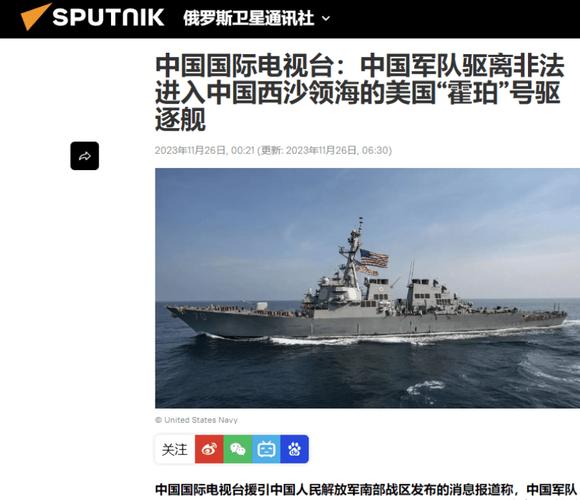 SPUTNIK 俄罗斯卫星通讯社
中国国际电视台：中国军队驱离非法
进入中国西沙领海的美国“霍珀”号驱
逐舰
2023年11月26日, 00:21 (更新: 2023年11月26日, 06:30)
© United States Navy
关注
中国国际电视台援引中国人民解放军南部战区发布的消息报道称，中国军队